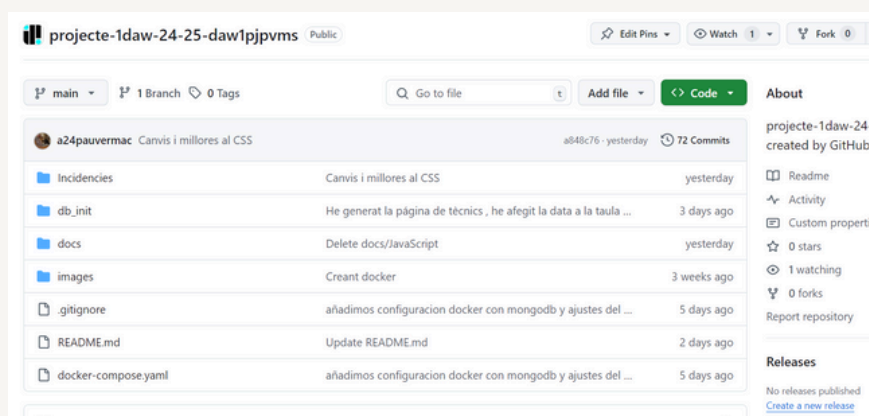 projecte-1daw-24-25-daw1pjpvms Public
Edit Pins Watch 1 Fork 0
main 1 Branch 0 Tags Go to file t Add file Code
About
a24pauvermac Canvis i millores al CSS a848c76 · yesterday 72 Commits
projecte-1daw-24
created by GitHub
Incidencies Canvis i millores al CSS yesterday
Readme
db_init He generat la página de técnics , he afegit la data a la taula ... 3 days ago
Activity
Custom properti
docs Delete docs/JavaScript yesterday
0 stars
images Creant docker 3 weeks ago
1 watching
0 forks
.gitignore añadimos configuracion docker con mongodb y ajustes del ... 5 days ago
Report repository
README.md Update README.md 2 days ago
Releases
docker-compose.yaml añadimos configuracion docker con mongodb y ajustes del ... 5 days ago
No releases published
Create a new release